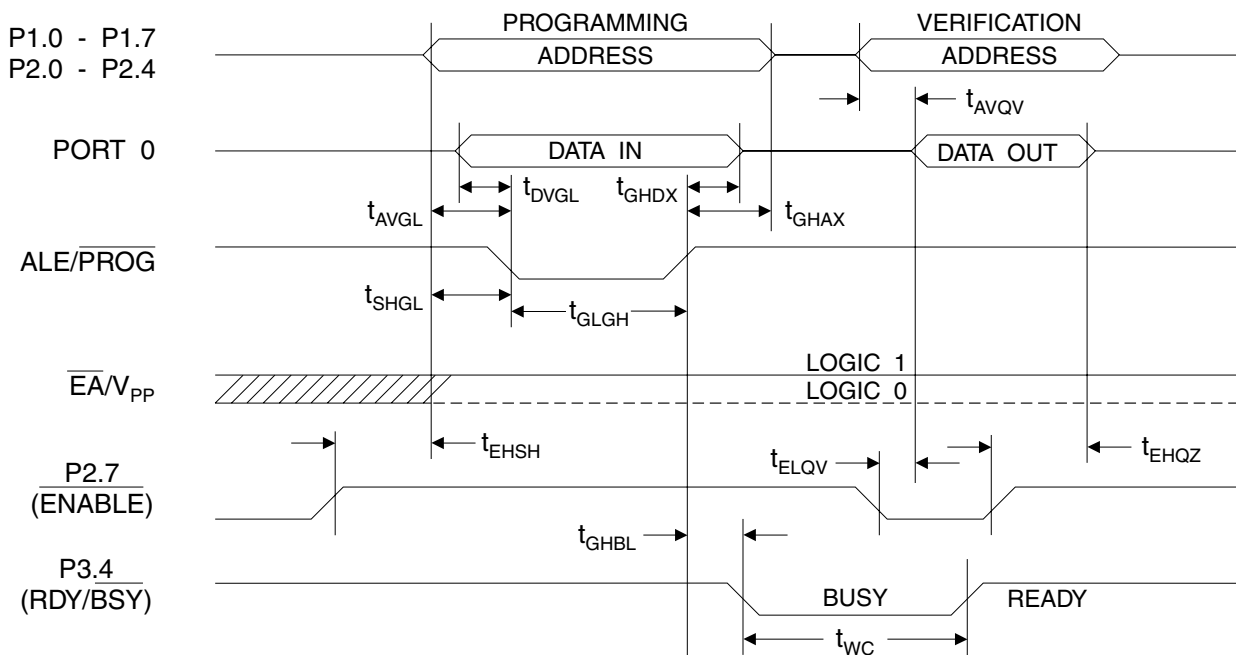 PROGRAMMING
VERIFICATION
P1.0 - P1.7
P2.0 - P2.4
ADDRESS
ADDRESS
tAVQV
PORT 0
DATA IN
DATA OUT
tDVGL
tGHDX
tAVGL
tGHAX
ALE/PROG
tSHGL
tGLGH
LOGIC 1
EA/VPP
LOGIC 0
tEHSH
tELQV
tEHQZ
P2.7
(ENABLE)
tGHBL
P3.4
(RDY/BSY)
BUSY
READY
tWC